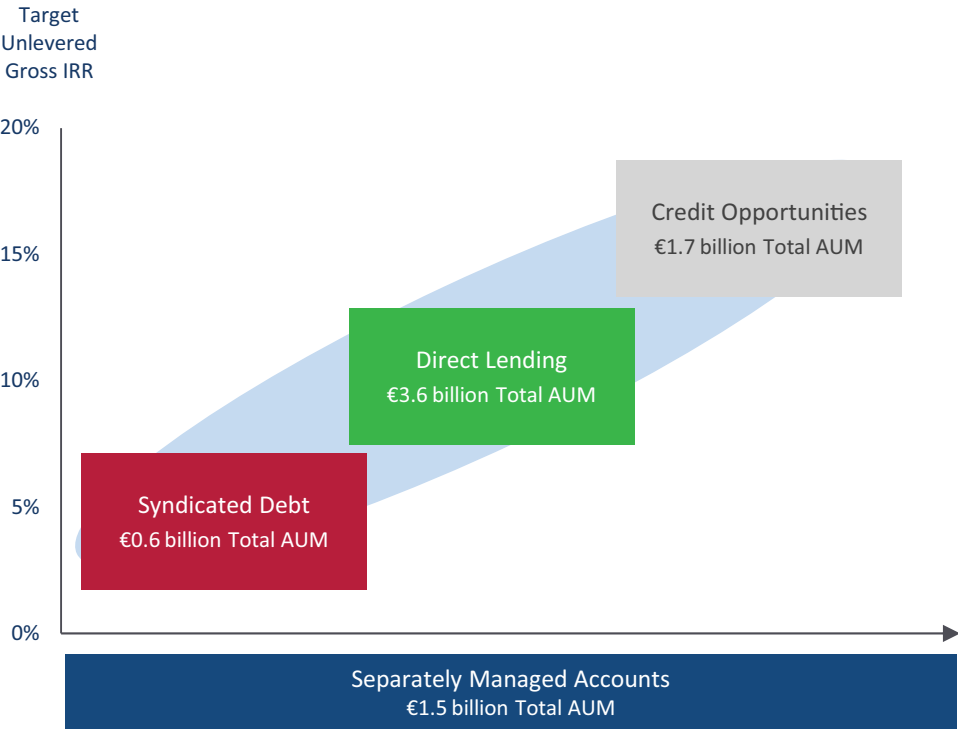 Target
Unlevered
Gross IRR
20%
15%
10%
5%
0%
Credit Opportunities
€1.7 billion Total AUM
Direct Lending
€3.6 billion Total AUM
Syndicated Debt
€0.6 billion Total AUM
Separately Managed Accounts
€1.5 billion Total AUM